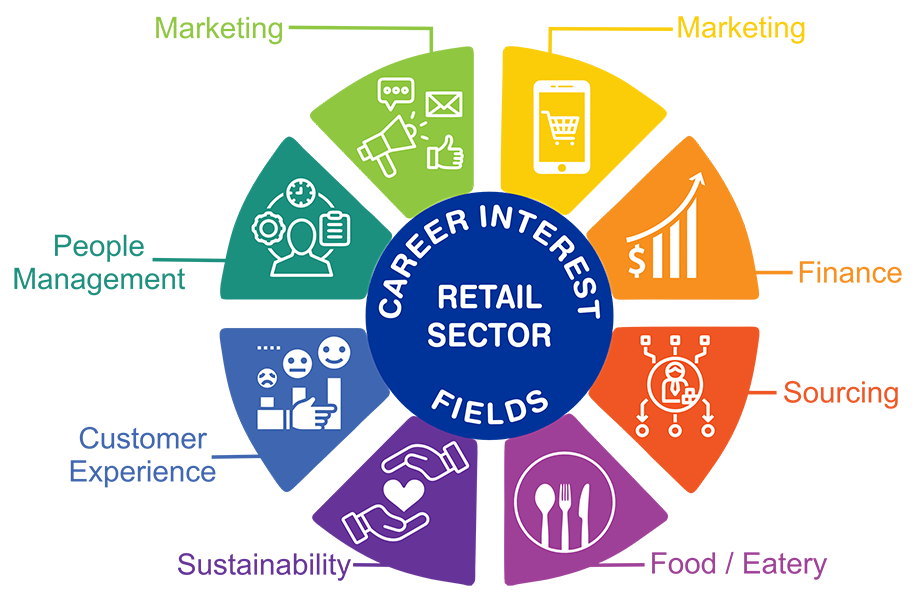 Marketing
Marketing
People
Management
Finance
CAREER INTEREST
RETAIL
SECTOR
FIELDS
$
Sourcing
Customer
Experience
Sustainability
Food / Eatery